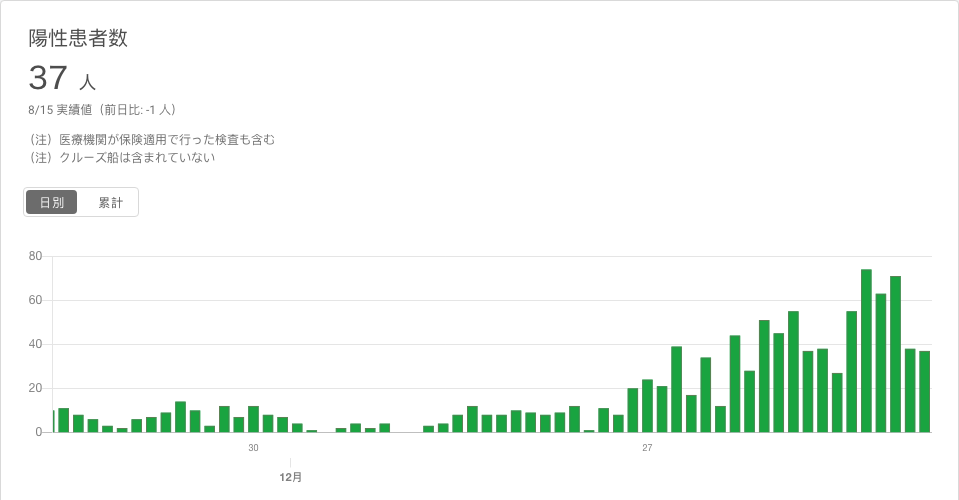 陽性患者数
37 人
8/15 実績値（前日比: -1 人）
（注）医療機関が保険適用で行った検査も含む
（注）クルーズ船は含まれていない
日別 累計
80
60
40
20
0
30 27
12月